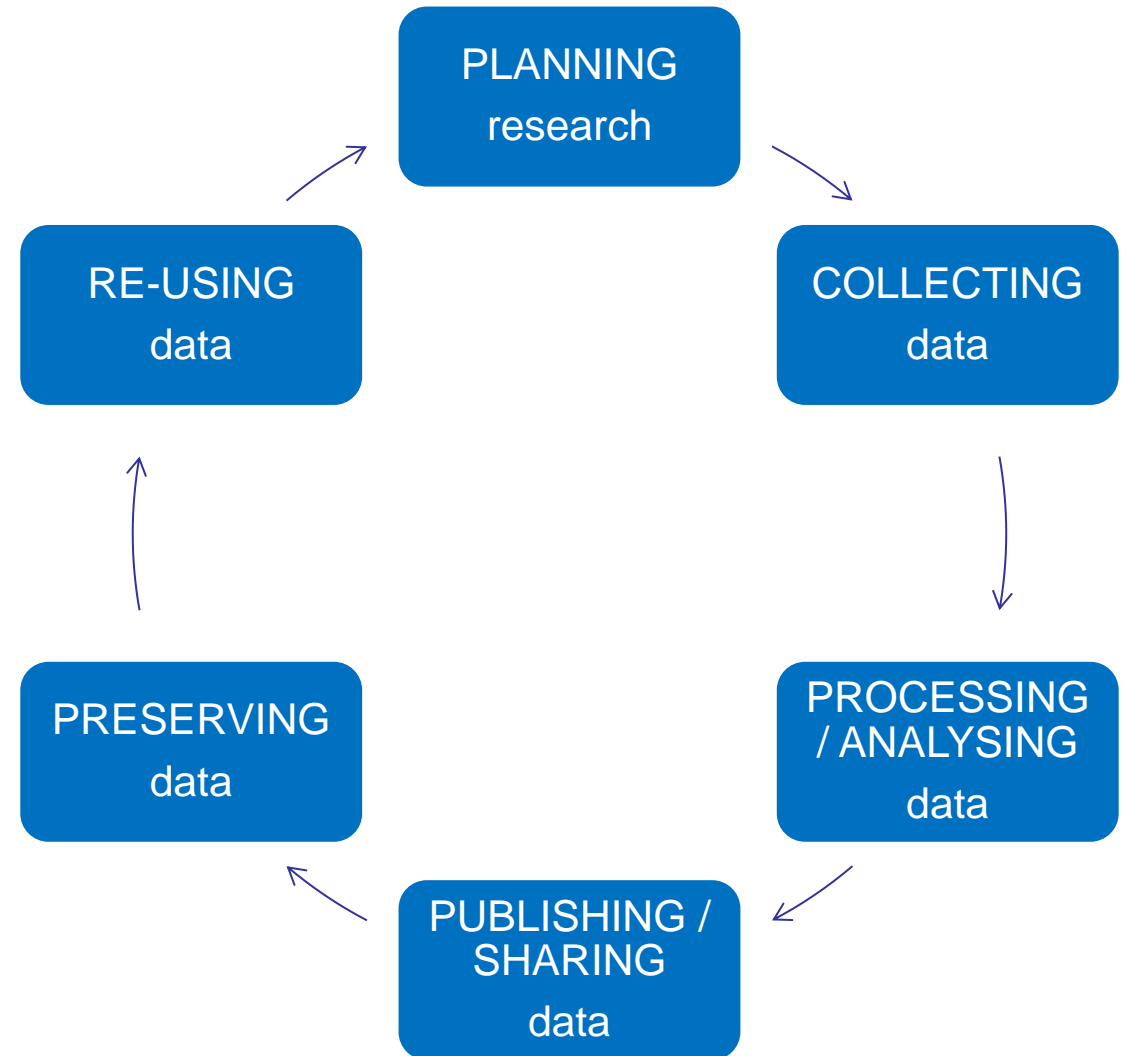 PLANNING
research
COLLECTING
data
PROCESSING
/ ANALYSING
data
PUBLISHING /
SHARING
data
PRESERVING
data
RE-USING
data